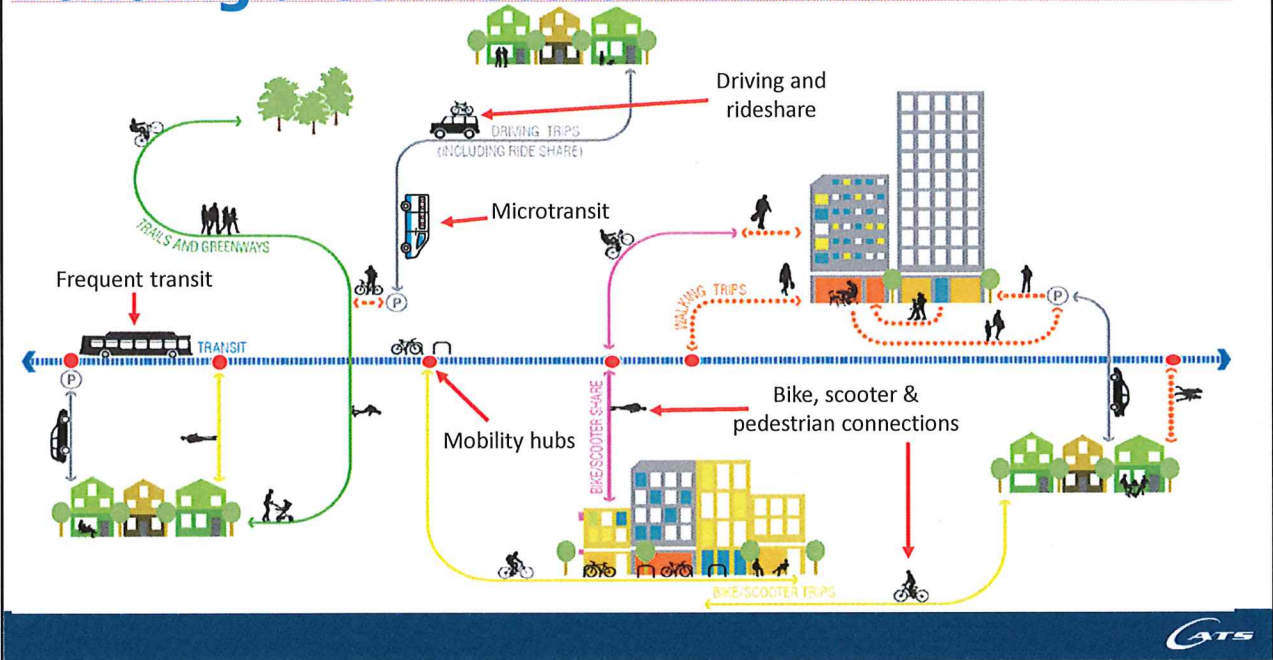 Driving and
rideshare
DRIVING TRIPS
(INCLUDING RIDE SHARE)
Microtransit
TRAILS AND GREENWAYS
Frequent transit
P
WALKING TRIPS
P
TRANSIT
P
BIKE/SCOOTER SHARE
Bike, scooter &
pedestrian connections
Mobility hubs
BIKE/SCOOTER TRIPS
CATS